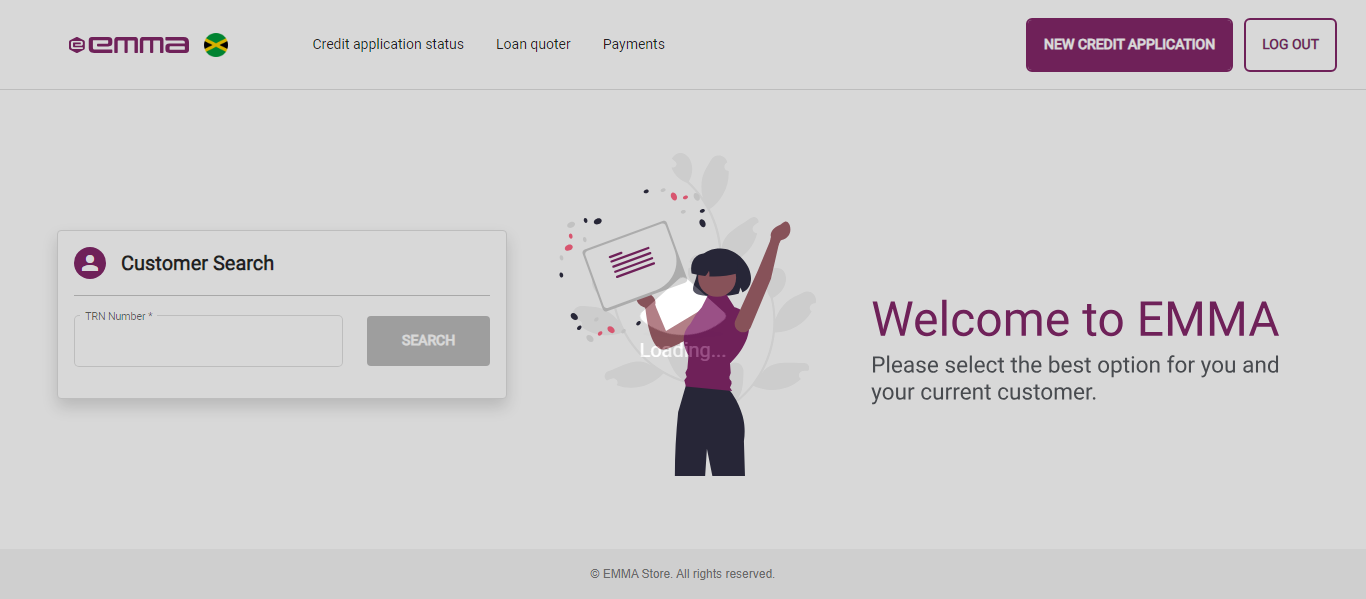 emma
Credit application status
Loan quoter
Payments
NEW CREDIT APPLICATION
LOG OUT
Customer Search
TRN Number *
SEARCH
Loading...
Welcome to EMMA
Please select the best option for you and
your current customer.
© EMMA Store. All rights reserved.